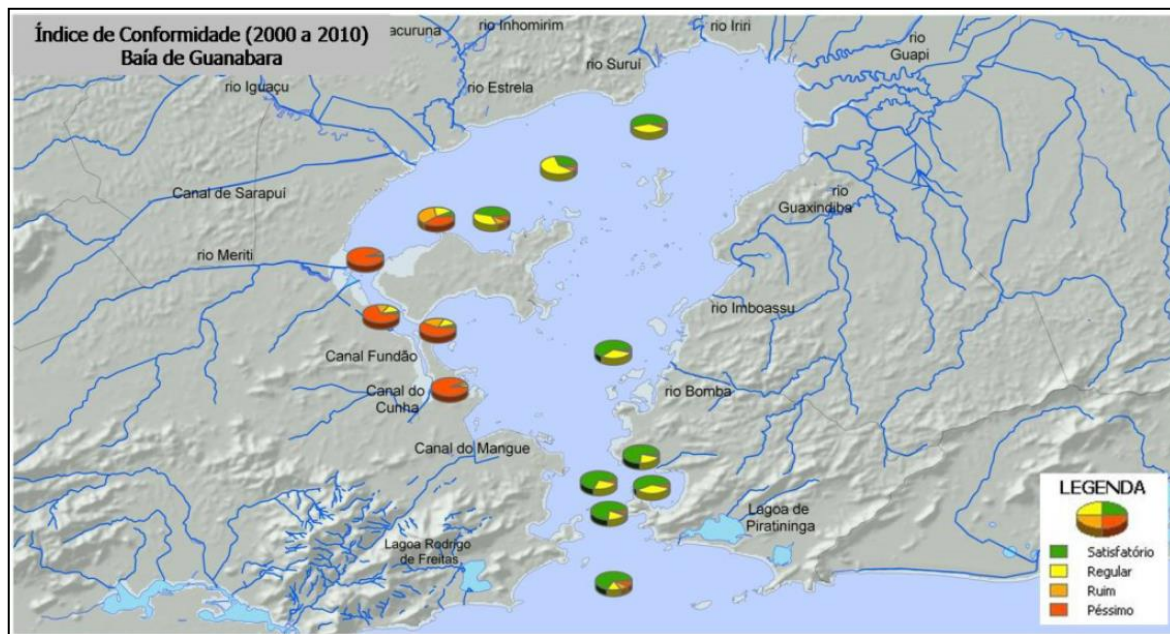 Índice de Conformidade (2000 a 2010)
Baía de Guanabara
acuruna
rio Inhomirim
rio Iriri
rio Suruí
rio
Guapi
rio Iguaçu
rio Estrela
Canal de Sarapuí
rio
Guaxindiba
rio Meriti
rio Imboassu
Canal Fundão
Canal do
Cunha
rio Bomba
Canal do Mangue
Lagoa de
Piratininga
Lagoa Rodrigo
de Freitas
LEGENDA
Satisfatório
Regular
Ruim
Péssimo